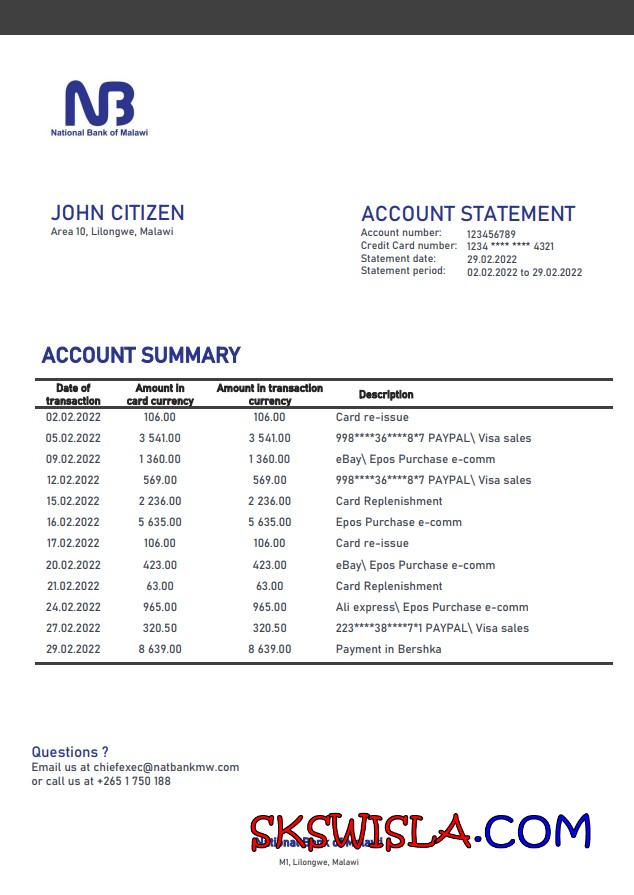 NB
National Bank of Malawi
JOHN CITIZEN
Area 10, Lilongwe, Malawi
ACCOUNT STATEMENT
Account number: 123456789
Credit Card number: 1234 **** **** 4321
Statement date: 29.02.2022
Statement period: 02.02.2022 to 29.02.2022
ACCOUNT SUMMARY
Date of transaction Amount in card currency Amount in transaction currency Description
02.02.2022 106.00 106.00 Card re-issue
05.02.2022 3 541.00 3 541.00 998****36****8*7 PAYPAL\ Visa sales
09.02.2022 1 360.00 1 360.00 eBay\ Epos Purchase e-comm
12.02.2022 569.00 569.00 998****36****8*7 PAYPAL\ Visa sales
15.02.2022 2 236.00 2 236.00 Card Replenishment
16.02.2022 5 635.00 5 635.00 Epos Purchase e-comm
17.02.2022 106.00 106.00 Card re-issue
20.02.2022 423.00 423.00 eBay\ Epos Purchase e-comm
21.02.2022 63.00 63.00 Card Replenishment
24.02.2022 965.00 965.00 Ali express\ Epos Purchase e-comm
27.02.2022 320.50 320.50 223****38****7*1 PAYPAL\ Visa sales
29.02.2022 8 639.00 8 639.00 Payment in Bershka
Questions ?
Email us at chiefexec@natbankmw.com
or call us at +265 1 750 188
SKSWISLA.COM
National Bank of Malawi
M1, Lilongwe, Malawi